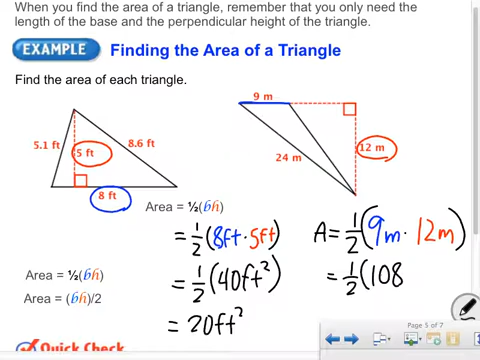 When you find the area of a triangle, remember that you only need the
length of the base and the perpendicular height of the triangle.
EXAMPLE Finding the Area of a Triangle
Find the area of each triangle.
9 m
5.1 ft
8.6 ft
5 ft
12 m
24 m
8 ft
Area = ½(bh)
= 1/2 (8ft · 5ft)
A = 1/2 (9m · 12m)
= 1/2 (40ft²)
= 1/2 (108
Area = ½(bh)
Area = (bh)/2
= 20ft²
Page 5 of 7
Quick Check